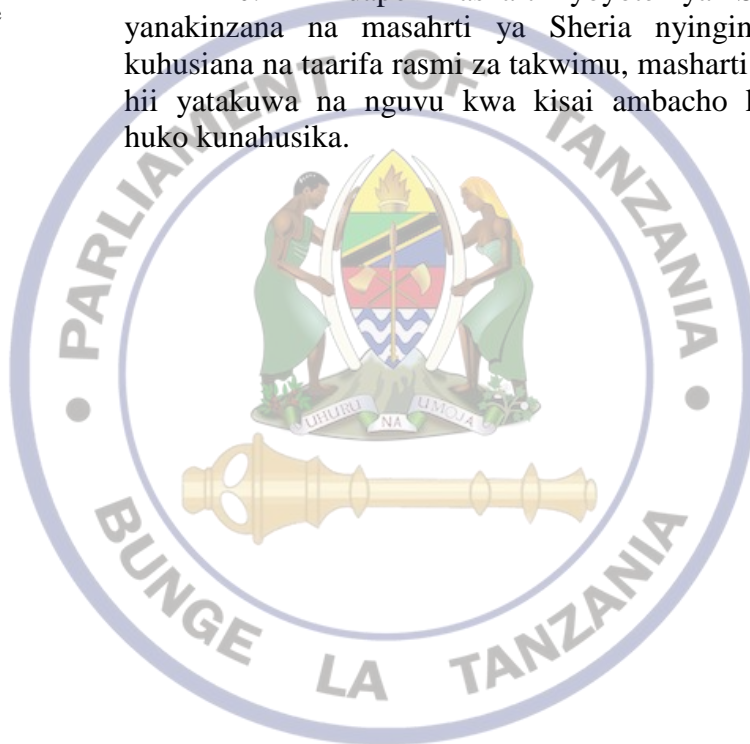 yanakinzana na masahrti ya Sheria nyingin
kuhusiana na taarifa rasmi za takwimu, masharti
hii yatakuwa na nguvu kwa kisai ambacho
huko kunahusika.
PARLIAMENT OF TANZANIA
UHURU NA UMOJA
BUNGE LA TANZANIA